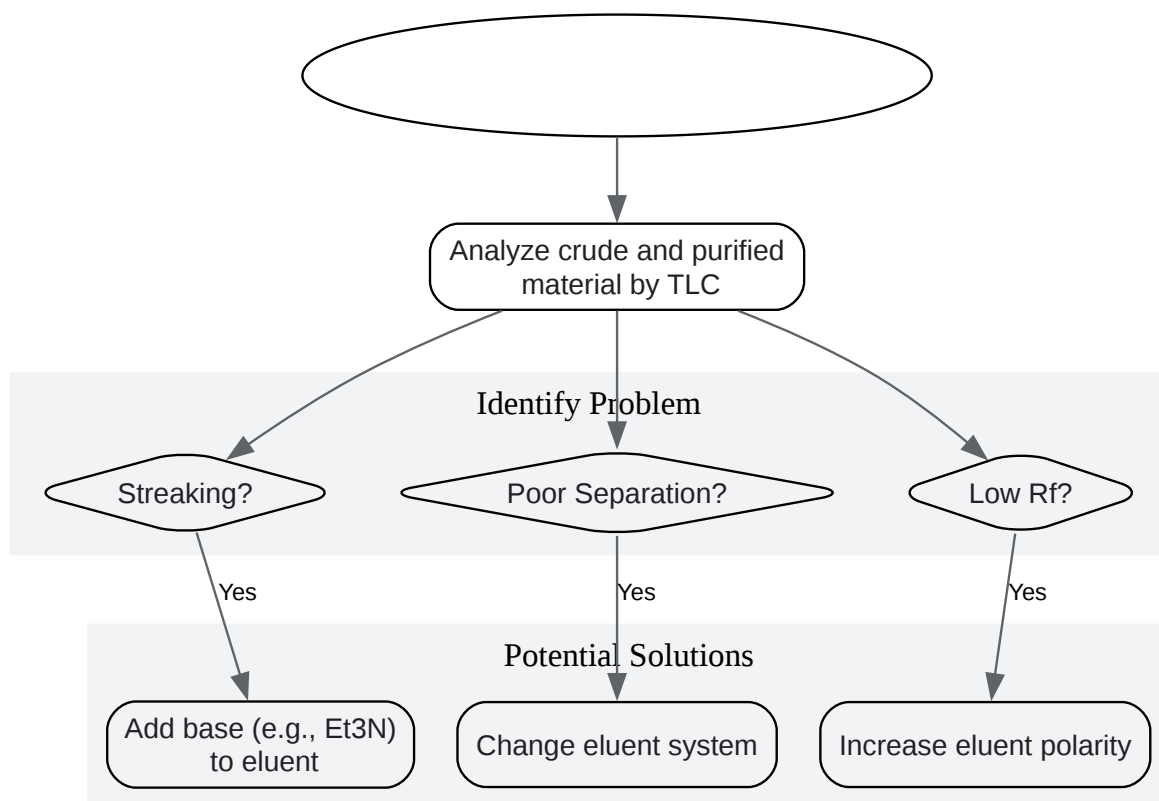 Analyze crude and purified
material by TLC
Identify Problem
Streaking?
Poor Separation?
Low Rf?
Yes
Yes
Yes
Potential Solutions
Add base (e.g., Et3N)
to eluent
Change eluent system
Increase eluent polarity